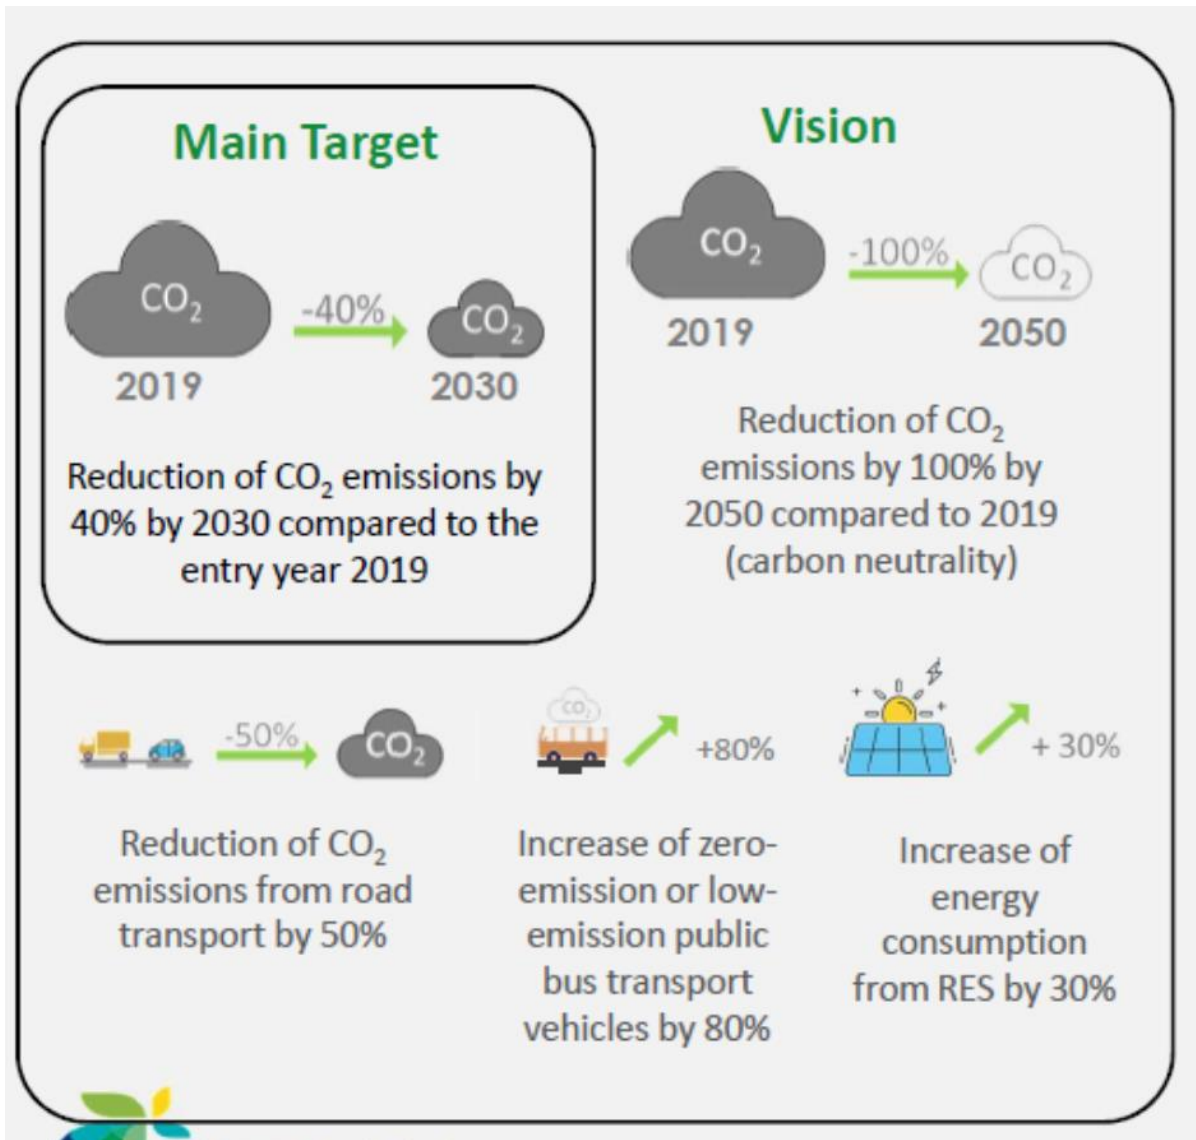 Main Target
CO₂
-40%
CO₂
2019
2030
Reduction of CO₂ emissions by
40% by 2030 compared to the
entry year 2019
Vision
CO₂
-100%
CO₂
2019
2050
Reduction of CO₂
emissions by 100% by
2050 compared to 2019
(carbon neutrality)
-50%
CO₂
Reduction of CO₂
emissions from road
transport by 50%
CO₂
+80%
Increase of zero-
emission or low-
emission public
bus transport
vehicles by 80%
+ 30%
Increase of
energy
consumption
from RES by 30%